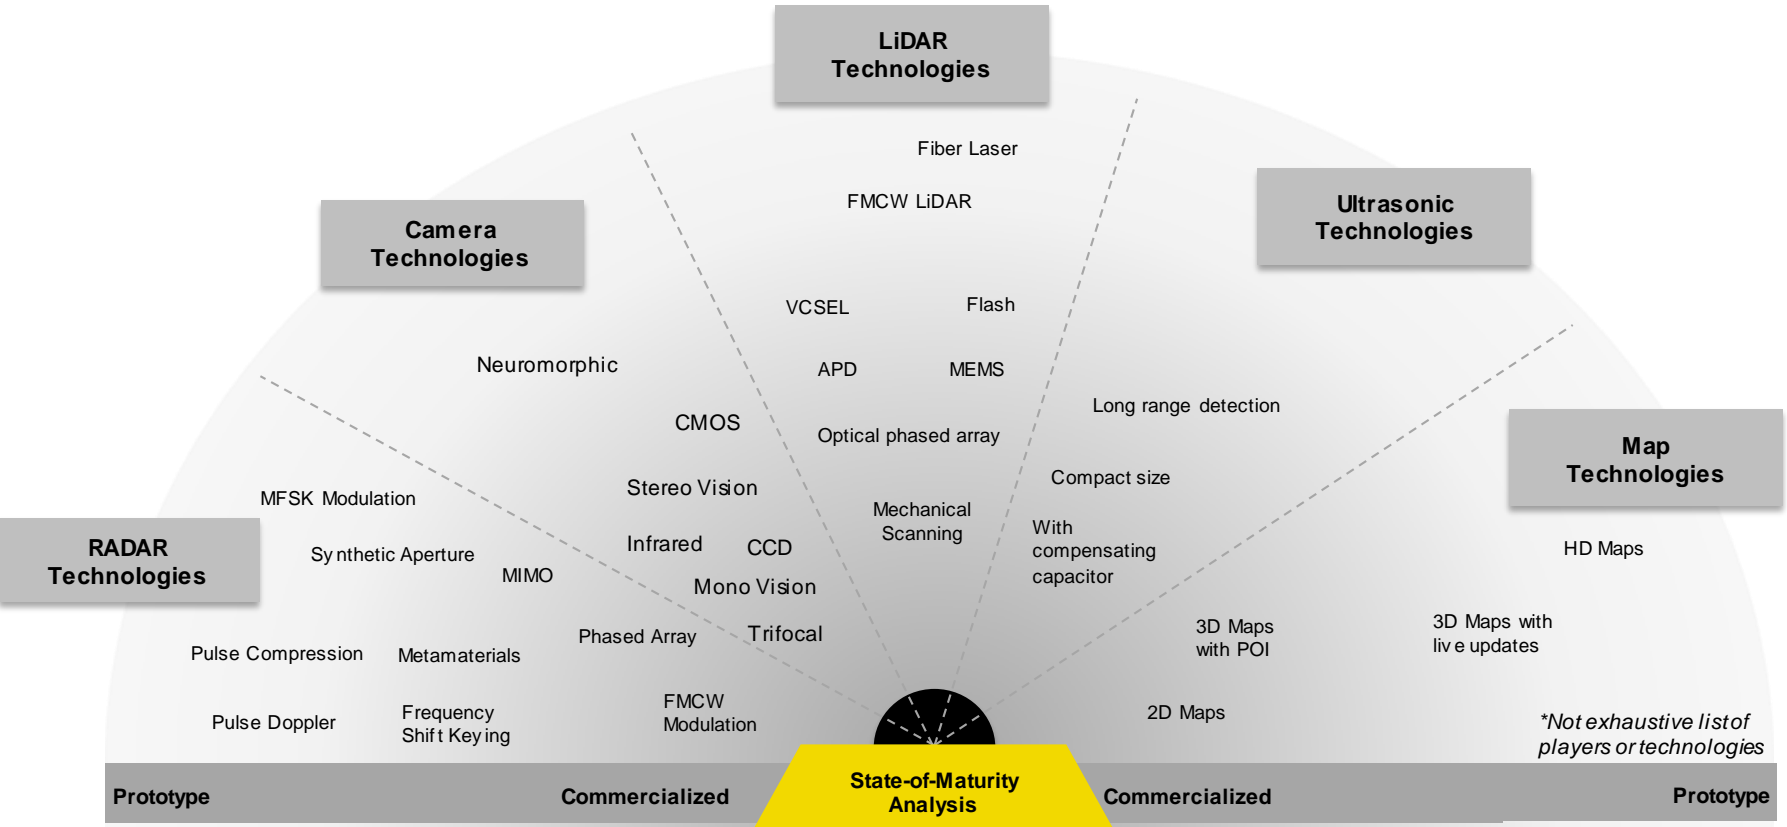 LiDAR
Technologies
Fiber Laser
FMCW LiDAR
VCSEL
Flash
APD
MEMS
Optical phased array
Mechanical
Scanning
Camera
Technologies
Neuromorphic
CMOS
Stereo Vision
Infrared
CCD
Mono Vision
Trifocal
Ultrasonic
Technologies
Long range detection
Compact size
With
compensating
capacitor
RADAR
Technologies
MFSK Modulation
Synthetic Aperture
MIMO
Phased Array
Pulse Compression
Metamaterials
Pulse Doppler
Frequency
Shift Keying
FMCW
Modulation
Map
Technologies
HD Maps
3D Maps with
live updates
3D Maps
with POI
2D Maps
*Not exhaustive list of
players or technologies
Prototype
Commercialized
State-of-Maturity
Analysis
Commercialized
Prototype